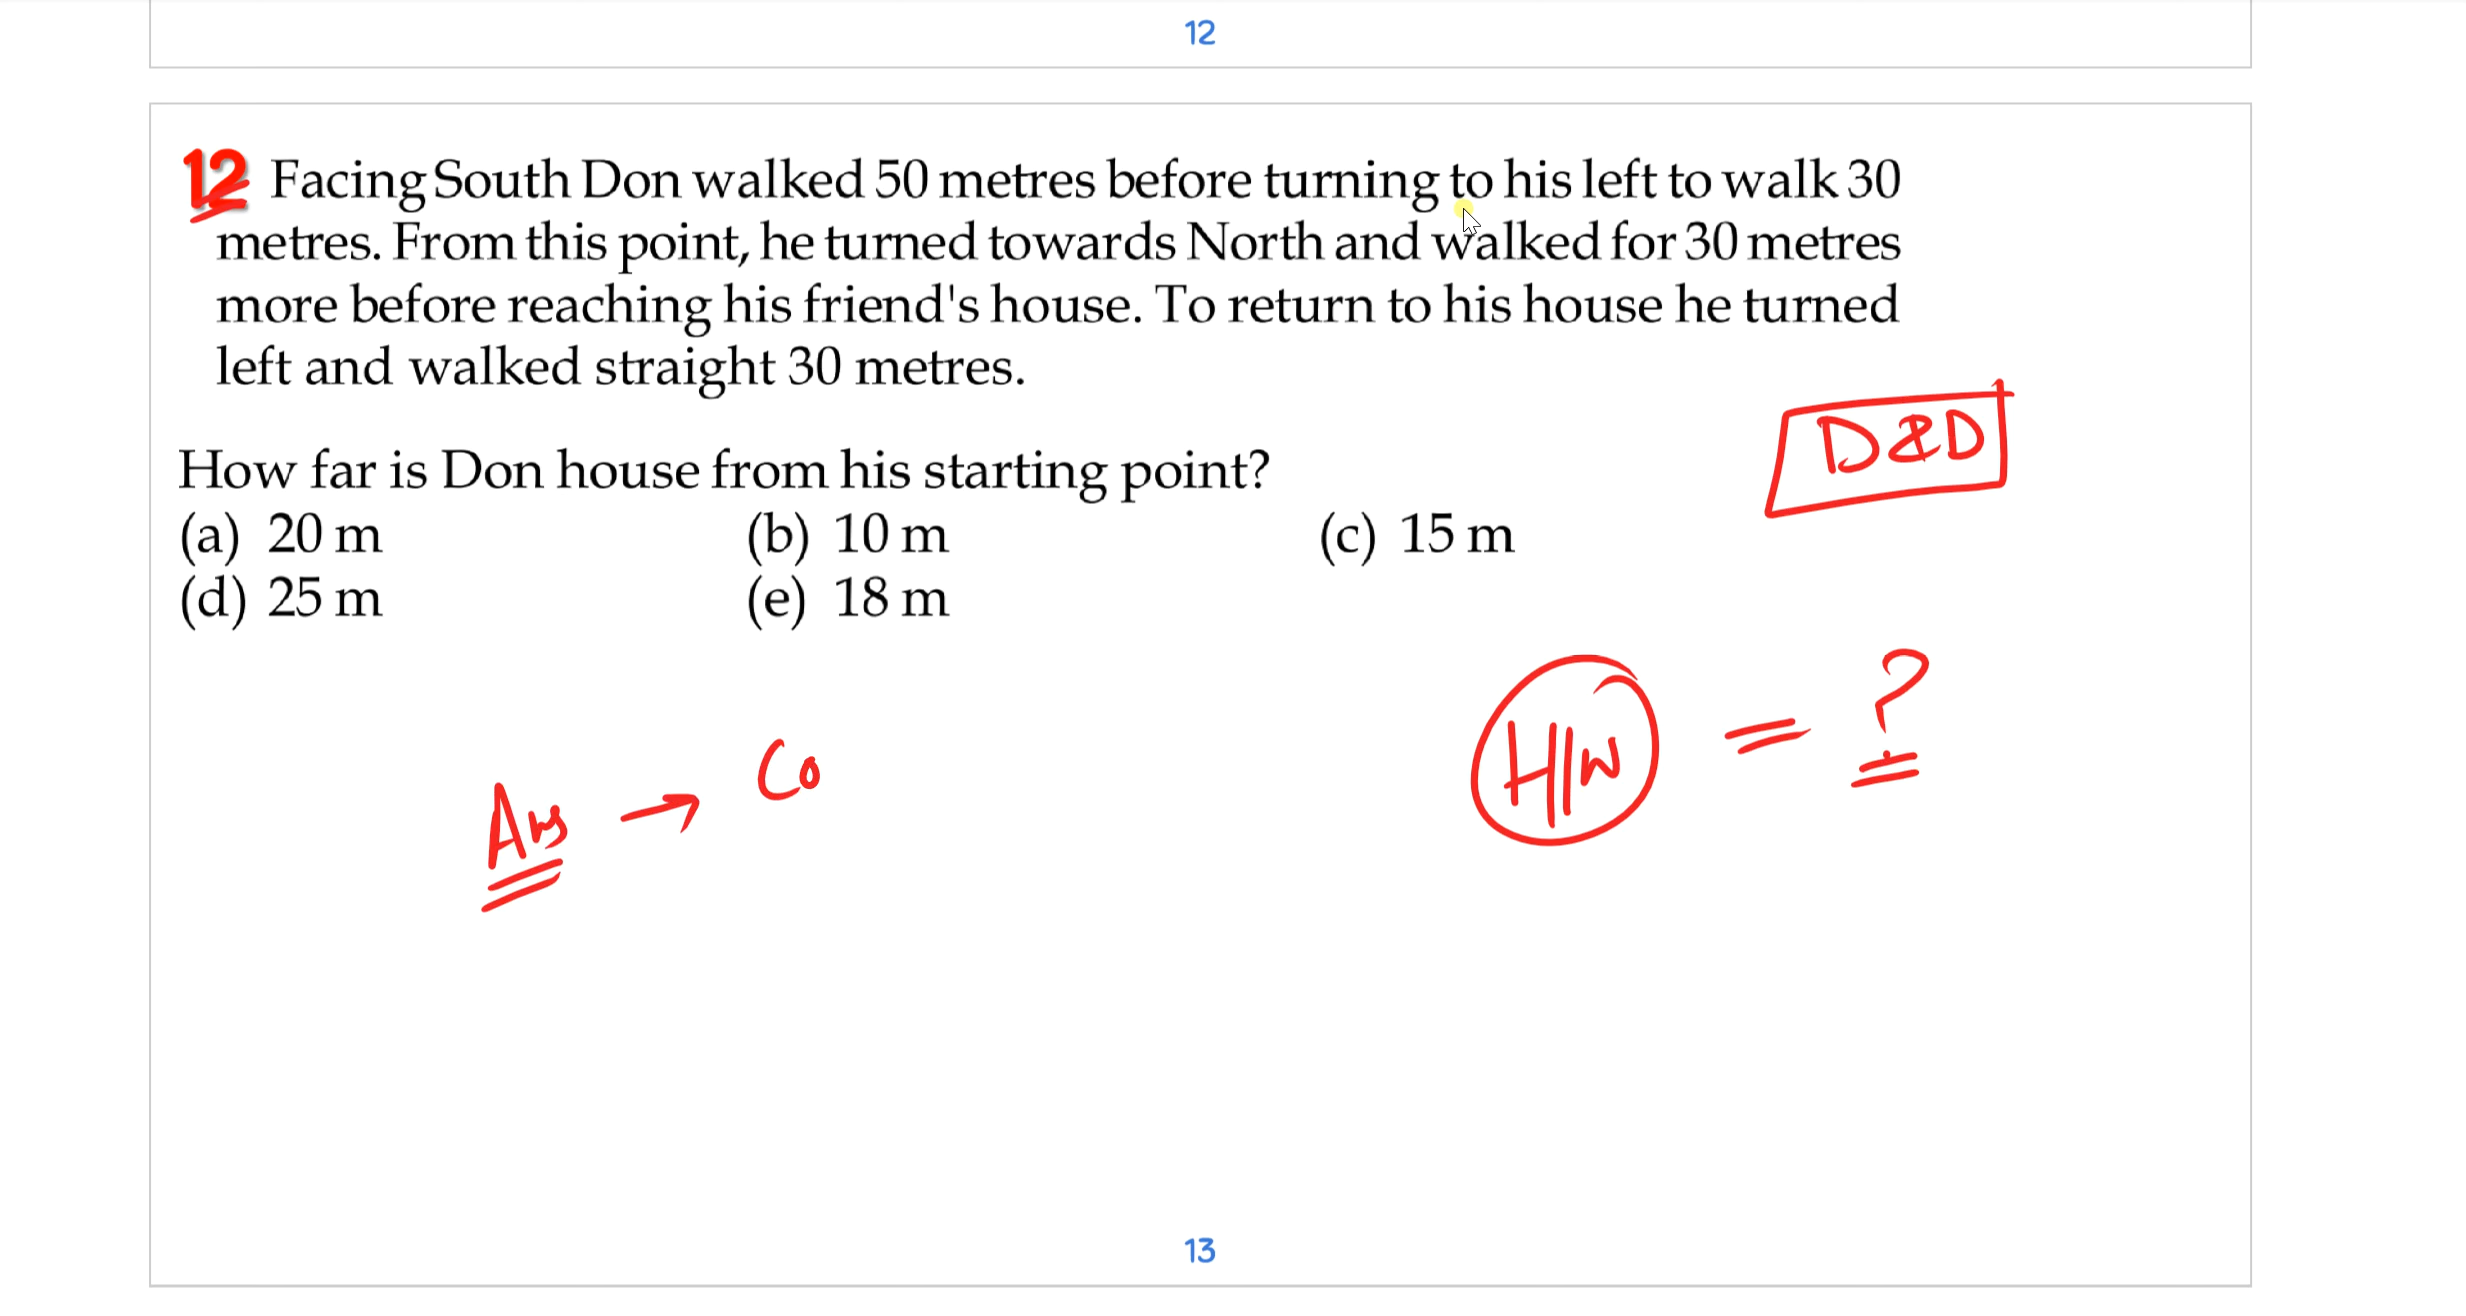 12
12 Facing South Don walked 50 metres before turning to his left to walk 30
metres. From this point, he turned towards North and walked for 30 metres
more before reaching his friend's house. To return to his house he turned
left and walked straight 30 metres.
D&D
How far is Don house from his starting point?
(a) 20 m (b) 10 m (c) 15 m
(d) 25 m (e) 18 m
H/W = ?
Ans → Co
13